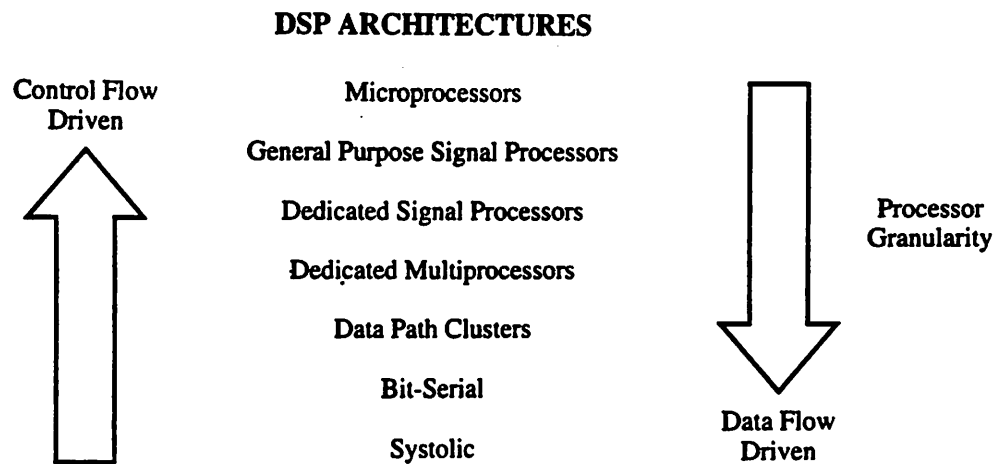 DSP ARCHITECTURES
Control Flow
Driven
Microprocessors
General Purpose Signal Processors
Dedicated Signal Processors
Dedicated Multiprocessors
Data Path Clusters
Bit-Serial
Systolic
Processor
Granularity
Data Flow
Driven